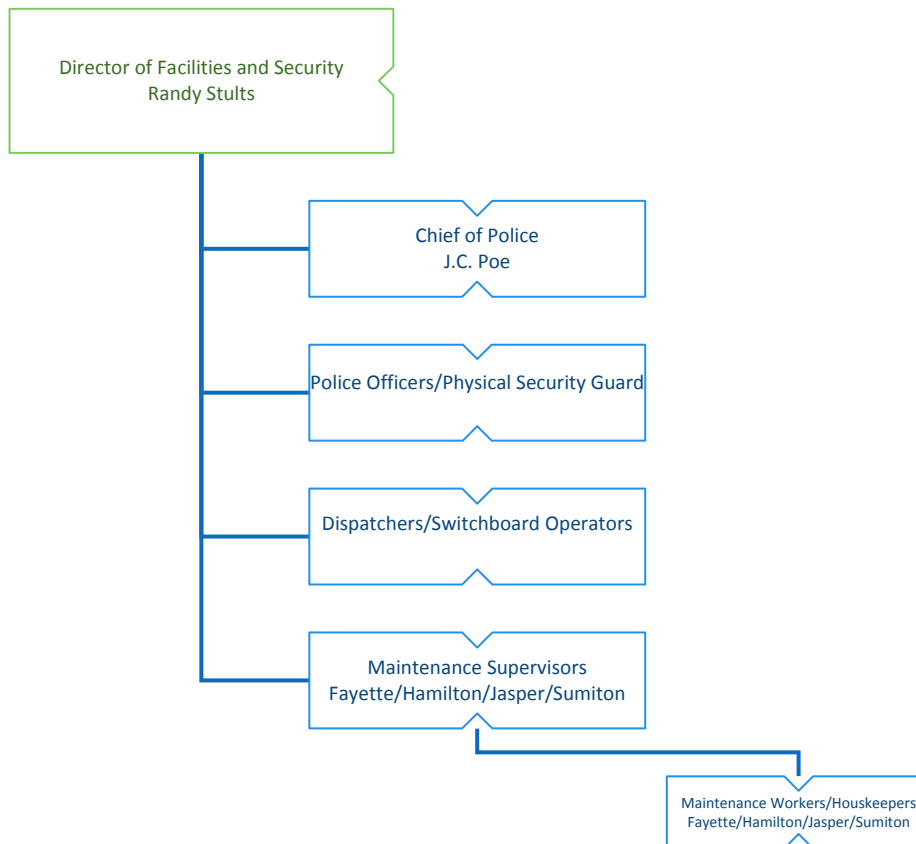 Director of Facilities and Security
Randy Stults
Chief of Police
J.C. Poe
Police Officers/Physical Security Guard
Dispatchers/Switchboard Operators
Maintenance Supervisors
Fayette/Hamilton/Jasper/Sumiton
Maintenance Workers/Houskeepers
Fayette/Hamilton/Jasper/Sumiton